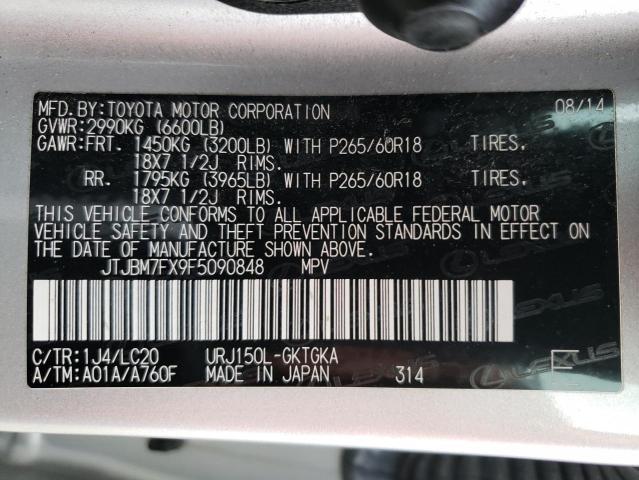 MFD.BY:TOYOTA MOTOR CORPORATION 08/14
GVWR:2990KG (6600LB)
GAWR:FRT. 1450KG (3200LB) WITH P265/60R18 TIRES.
18X7 1/2J RIMS.
RR. 1795KG (3965LB) WITH P265/60R18 TIRES.
18X7 1/2J RIMS.
THIS VEHICLE CONFORMS TO ALL APPLICABLE FEDERAL MOTOR
VEHICLE SAFETY AND THEFT PREVENTION STANDARDS IN EFFECT ON
THE DATE OF MANUFACTURE SHOWN ABOVE.
JTJBM7FX9F5090848 MPV
C/TR:1J4/LC20 URJ150L-GKTGKA
A/TM:A01A/A760F MADE IN JAPAN 314 E
LEXUS